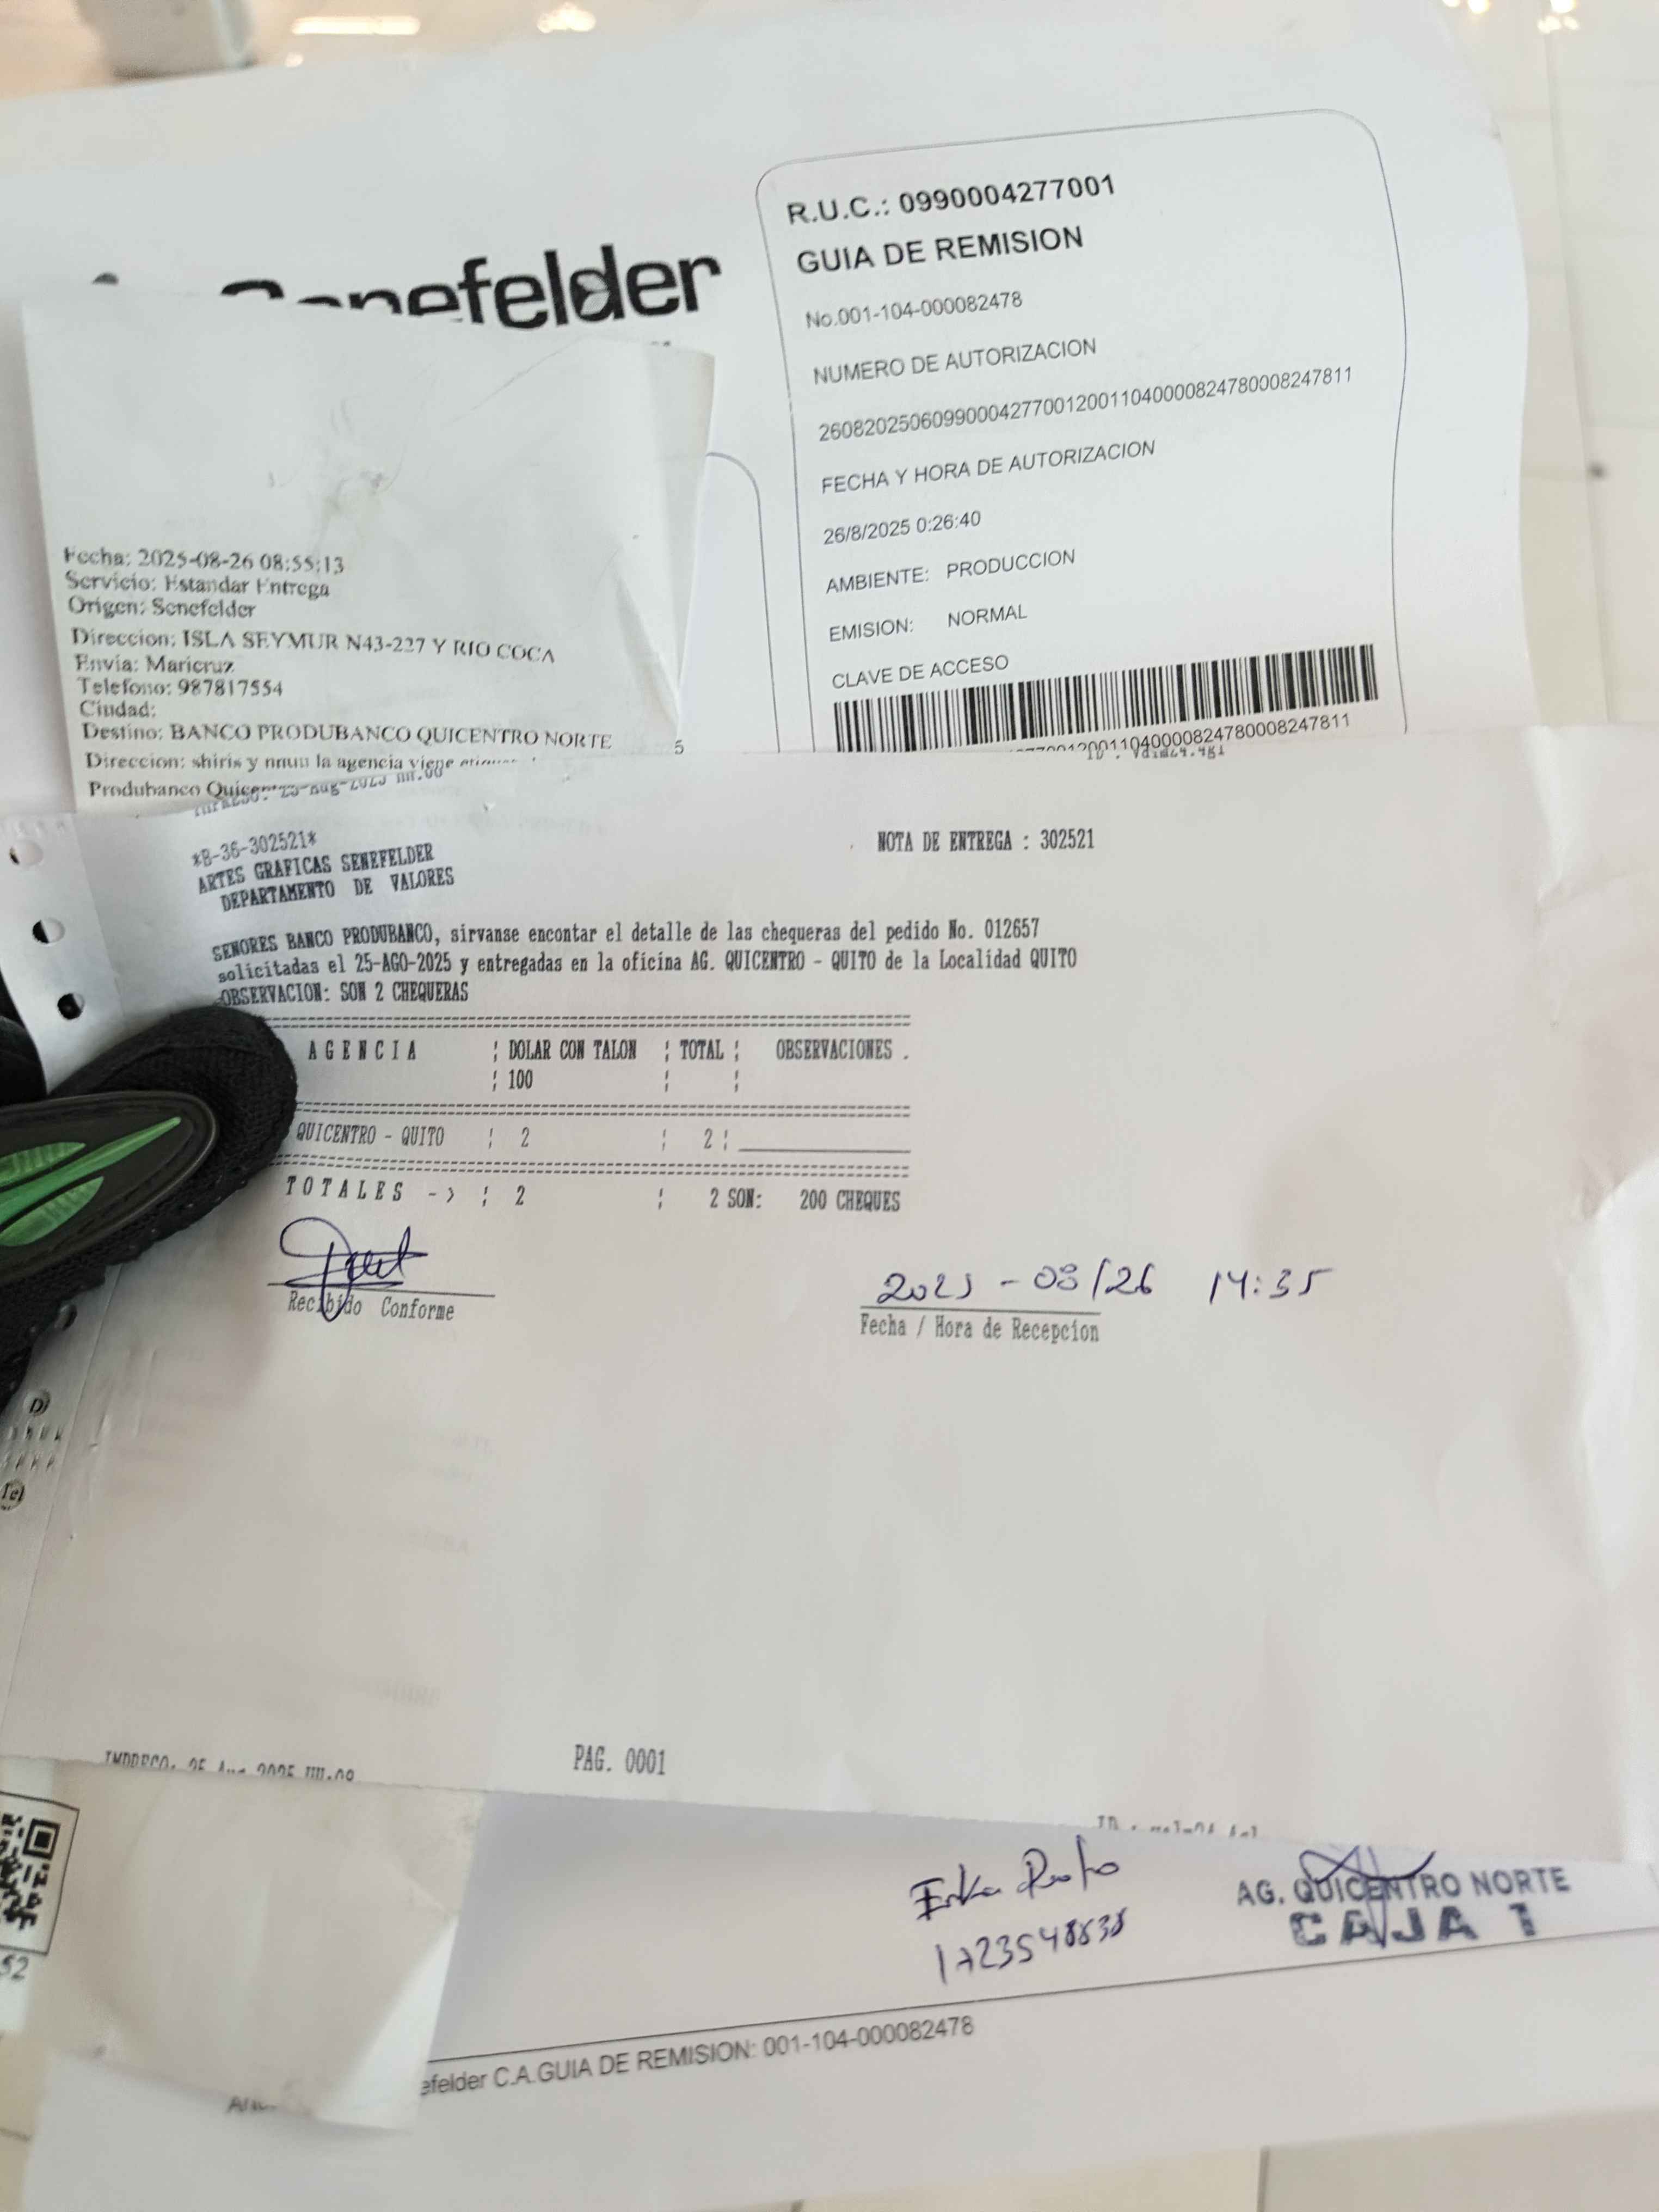 Senefelder
R.U.C.: 0990004277001
GUIA DE REMISION
No.001-104-000082478
NUMERO DE AUTORIZACION
2608202506099000427700120011040000824780008247811
FECHA Y HORA DE AUTORIZACION
26/8/2025 0:26:40
AMBIENTE: PRODUCCION
EMISION: NORMAL
CLAVE DE ACCESO
20011040000824780008247811
Fecha: 2025-08-26 08:55:13
Servicio: Estandar Entrega
Origen: Senefelder
Direccion: ISLA SEYMUR N43-227 Y RIO COCA
Envia: Maricruz
Telefono: 987817554
Ciudad:
Destino: BANCO PRODUBANCO QUICENTRO NORTE
5
Direccion: shiris y nnuu la agencia viene
Produbanco
*B-36-302521*
ARTES GRAFICAS SENEFELDER
DEPARTAMENTO DE VALORES
NOTA DE ENTREGA : 302521
SENORES BANCO PRODUBANCO, sirvanse encontar el detalle de las chequeras del pedido No. 012657
solicitadas el 25-AGO-2025 y entregadas en la oficina AG. QUICENTRO - QUITO de la Localidad QUITO
OBSERVACION: SON 2 CHEQUERAS
A G E N C I A ¦ DOLAR CON TALON ¦ TOTAL ¦ OBSERVACIONES .
¦ 100 ¦ ¦
QUICENTRO - QUITO ¦ 2 ¦ 2 ¦
T O T A L E S - > ¦ 2 ¦ 2 SON: 200 CHEQUES
2025 - 08/26 14:35
Recibido Conforme
Fecha / Hora de Recepcion
PAG. 0001
Erika
AG. QUICENTRO NORTE
CAJA 1
52
efelder C.A.GUIA DE REMISION: 001-104-000082478